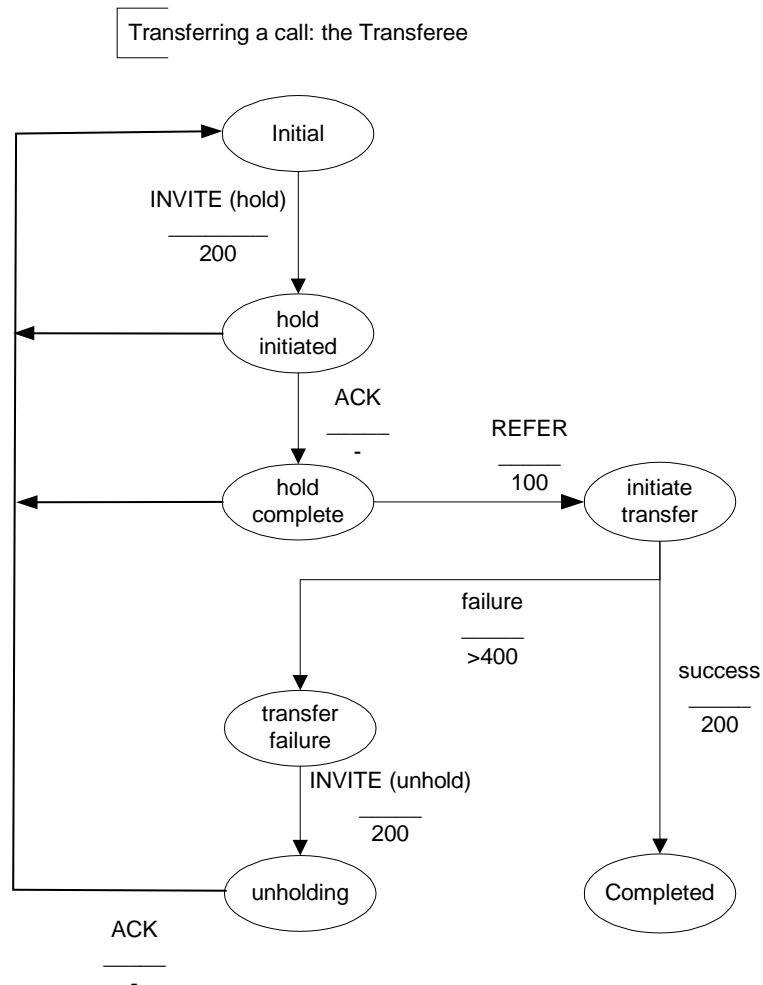 Transferring a call: the Transferee
Initial
INVITE (hold)
200
hold
initiated
ACK
-
REFER
100
hold
complete
initiate
transfer
failure
>400
success
200
transfer
failure
INVITE (unhold)
200
unholding
Completed
ACK
-